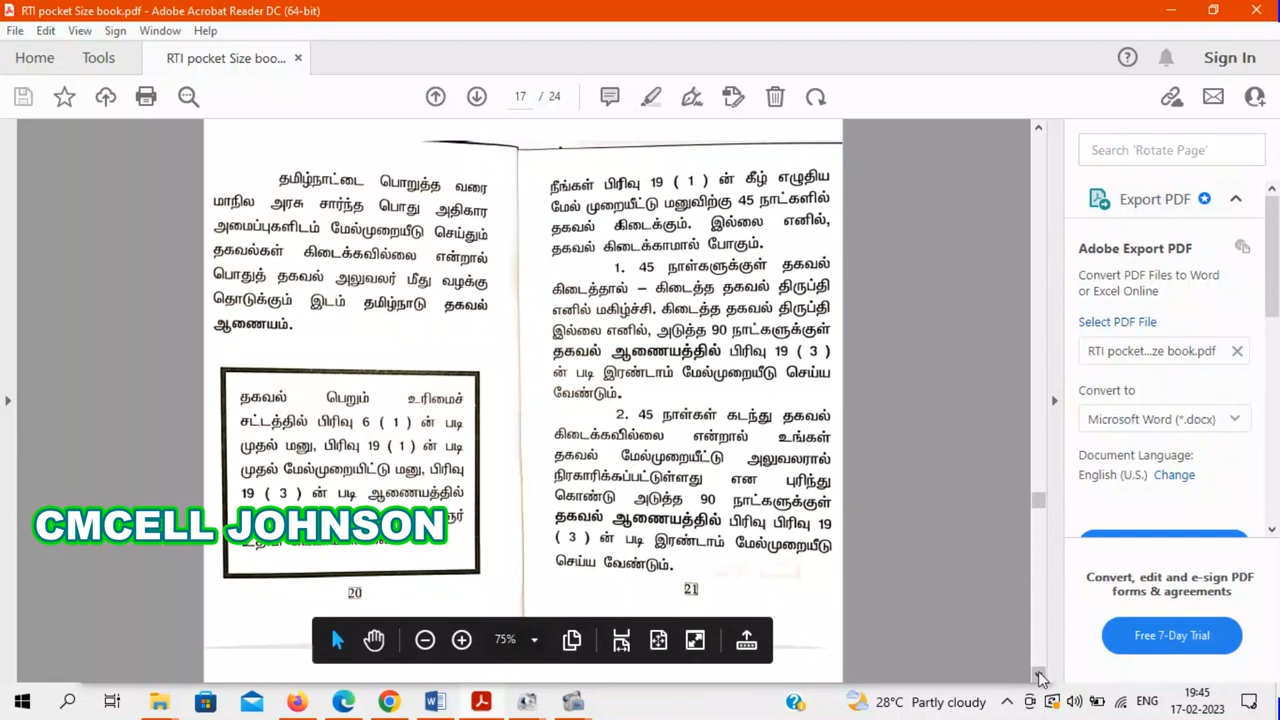 RTI pocket Size book.pdf - Adobe Acrobat Reader DC (64-bit)
File Edit View Sign Window Help
Home Tools RTI pocket Size boo... × Sign In
17 / 24
தமிழ்நாட்டை பொறுத்த வரை
மாநில அரசு சார்ந்த பொது அதிகார
அமைப்புகளிடம் மேல்முறையீடு செய்தும்
தகவல்கள் கிடைக்கவில்லை என்றால்
பொதுத் தகவல் அலுவலர் மீது வழக்கு
தொடுக்கும் இடம் தமிழ்நாடு தகவல்
ஆணையம்.
தகவல் பெறும் உரிமைச்
சட்டத்தில் பிரிவு 6 ( 1 ) ன் படி
முதல் மனு, பிரிவு 19 ( 1 ) ன் படி
முதல் மேல்முறையிட்டு மனு, பிரிவு
19 ( 3 ) ன் படி ஆணையத்தில்
CMCELL JOHNSON
20
நீங்கள் பிரிவு 19 ( 1 ) ன் கீழ் எழுதிய
மேல் முறையீட்டு மனுவிற்கு 45 நாட்களில்
தகவல் கிடைக்கும். இல்லை எனில்,
தகவல் கிடைக்காமல் போகும்.
1. 45 நாள்களுக்குள் தகவல்
கிடைத்தால் – கிடைத்த தகவல் திருப்தி
எனில் மகிழ்ச்சி. கிடைத்த தகவல் திருப்தி
இல்லை எனில், அடுத்த 90 நாட்களுக்குள்
தகவல் ஆணையத்தில் பிரிவு 19 ( 3 )
ன் படி இரண்டாம் மேல்முறையீடு செய்ய
வேண்டும்.
2. 45 நாள்கள் கடந்து தகவல்
கிடைக்கவில்லை என்றால் உங்கள்
தகவல் மேல்முறையீட்டு அலுவலரால்
நிரகாரிக்கப்பட்டுள்ளது என புரிந்து
கொண்டு அடுத்த 90 நாட்களுக்குள்
தகவல் ஆணையத்தில் பிரிவு பிரிவு 19
( 3 ) ன் படி இரண்டாம் மேல்முறையீடு
செய்ய வேண்டும்.
21
75%
Search 'Rotate Page'
Export PDF
Adobe Export PDF
Convert PDF Files to Word
or Excel Online
Select PDF File
RTI pocket...ze book.pdf ×
Convert to
Microsoft Word (*.docx)
Document Language:
English (U.S.) Change
Convert, edit and e-sign PDF
forms & agreements
Free 7-Day Trial
28°C Partly cloudy ENG 19:45
17-02-2023